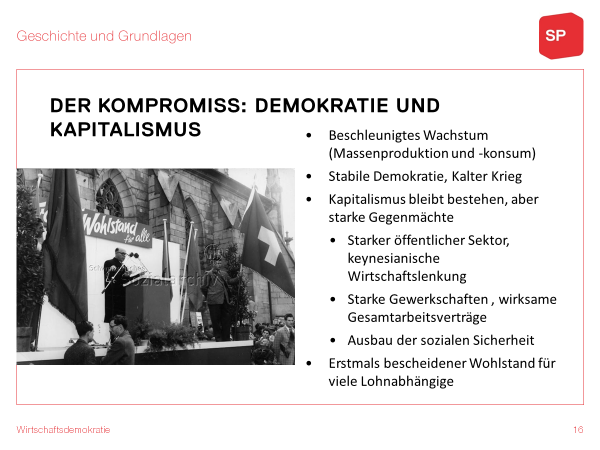 Geschichte und Grundlagen
SP
DER KOMPROMISS: DEMOKRATIE UND
KAPITALISMUS
• Beschleunigtes Wachstum
(Massenproduktion und -konsum)
• Stabile Demokratie, Kalter Krieg
• Kapitalismus bleibt bestehen, aber
starke Gegenmächte
• Starker öffentlicher Sektor,
keynesianische
Wirtschaftslenkung
• Starke Gewerkschaften , wirksame
Gesamtarbeitsverträge
• Ausbau der sozialen Sicherheit
• Erstmals bescheidener Wohlstand für
viele Lohnabhängige
Wohlstand
für alle
Sozialarchiv
Wirtschaftsdemokratie
16